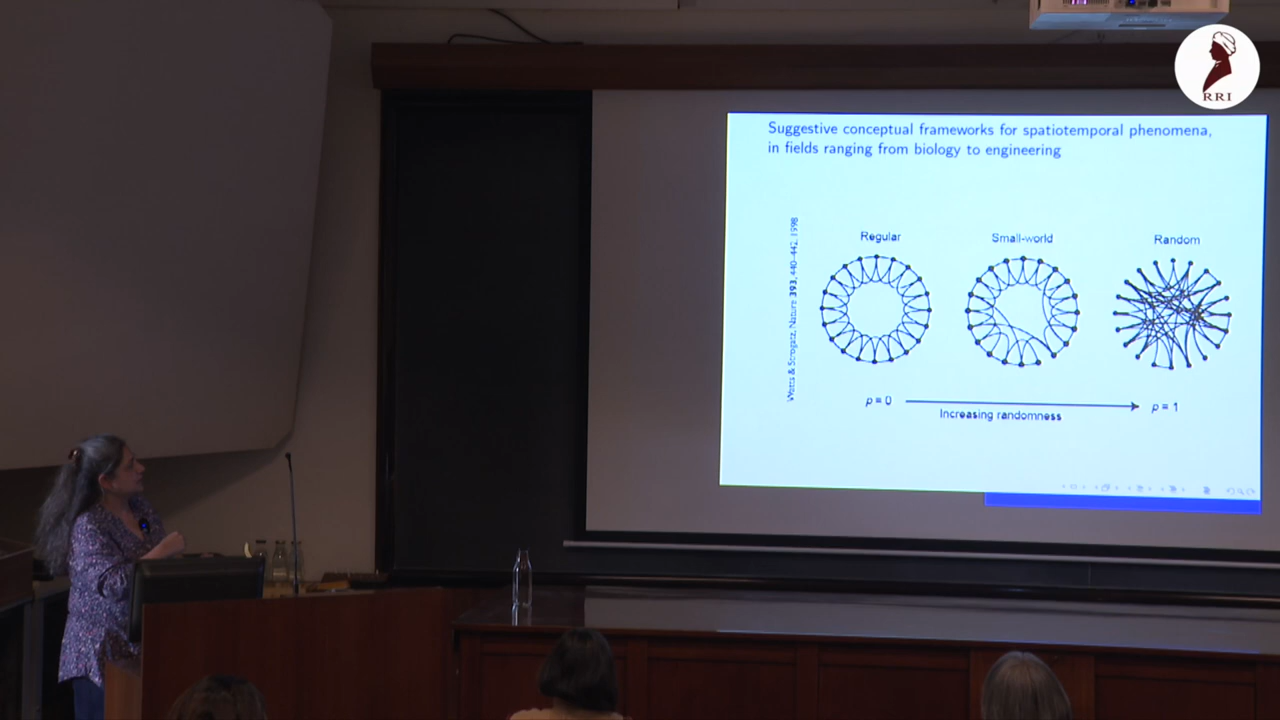 RRI
Suggestive conceptual frameworks for spatiotemporal phenomena,
in fields ranging from biology to engineering
Watts & Strogatz, Nature 393, 440-442, 1998
Regular
Small-world
Random
p = 0
Increasing randomness
p = 1